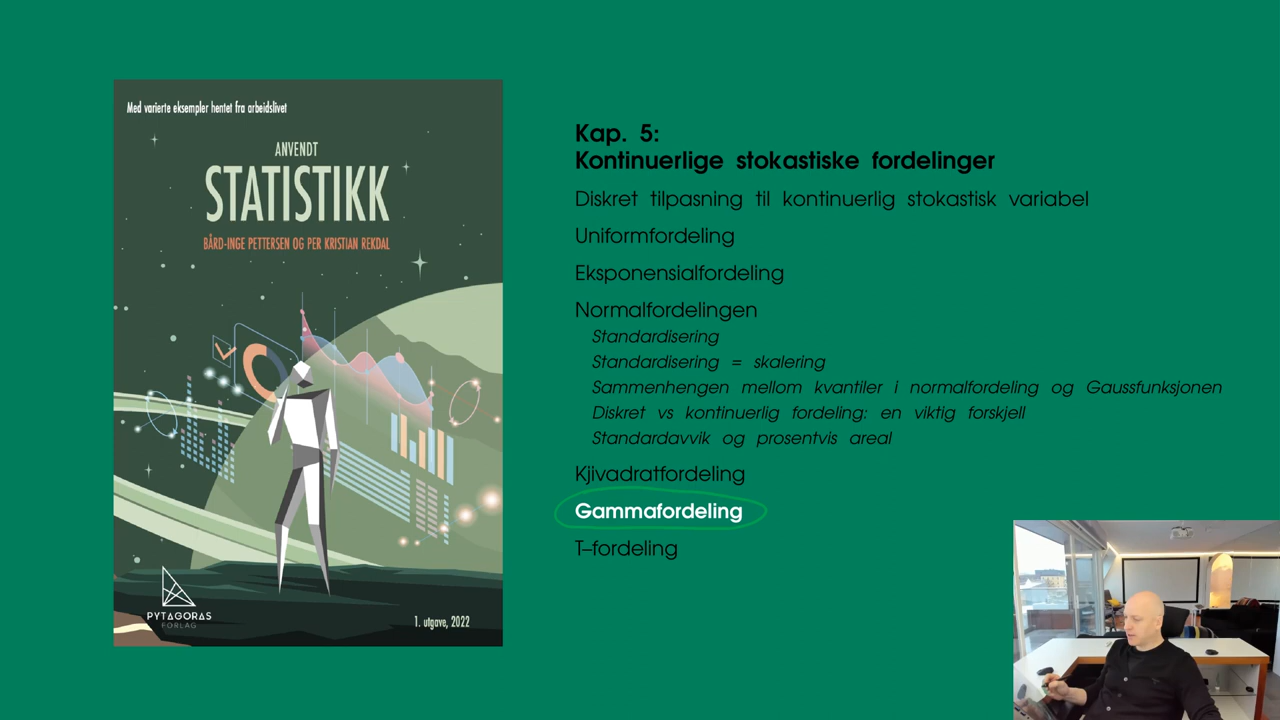 Med varierte eksempler hentet fra arbeidslivet
ANVENDT
STATISTIKK
BÅRD-INGE PETTERSEN OG PER KRISTIAN REKDAL
PYTAGORAS
FORLAG
1. utgave, 2022
Kap. 5:
Kontinuerlige stokastiske fordelinger
Diskret tilpasning til kontinuerlig stokastisk variabel
Uniformfordeling
Eksponensialfordeling
Normalfordelingen
Standardisering
Standardisering = skalering
Sammenhengen mellom kvantiler i normalfordeling og Gaussfunksjonen
Diskret vs kontinuerlig fordeling: en viktig forskjell
Standardavvik og prosentvis areal
Kjivadratfordeling
Gammafordeling
T–fordeling